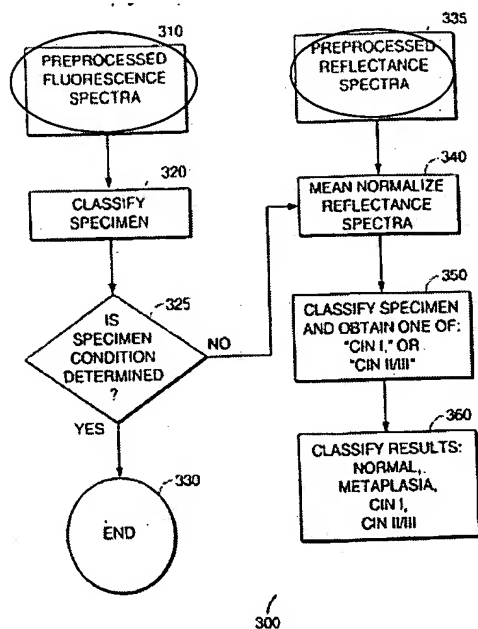 310
PREPROCESSED
FLUORESCENCE
SPECTRA
320
CLASSIFY
SPECIMEN
325
IS
SPECIMEN
CONDITION
DETERMINED
?
NO
YES
330
END
335
PREPROCESSED
REFLECTANCE
SPECTRA
340
MEAN NORMALIZE
REFLECTANCE
SPECTRA
350
CLASSIFY SPECIMEN
AND OBTAIN ONE OF:
"CIN I," OR
"CIN II/III"
360
CLASSIFY RESULTS:
NORMAL,
METAPLASIA,
CIN I,
CIN II/III
300